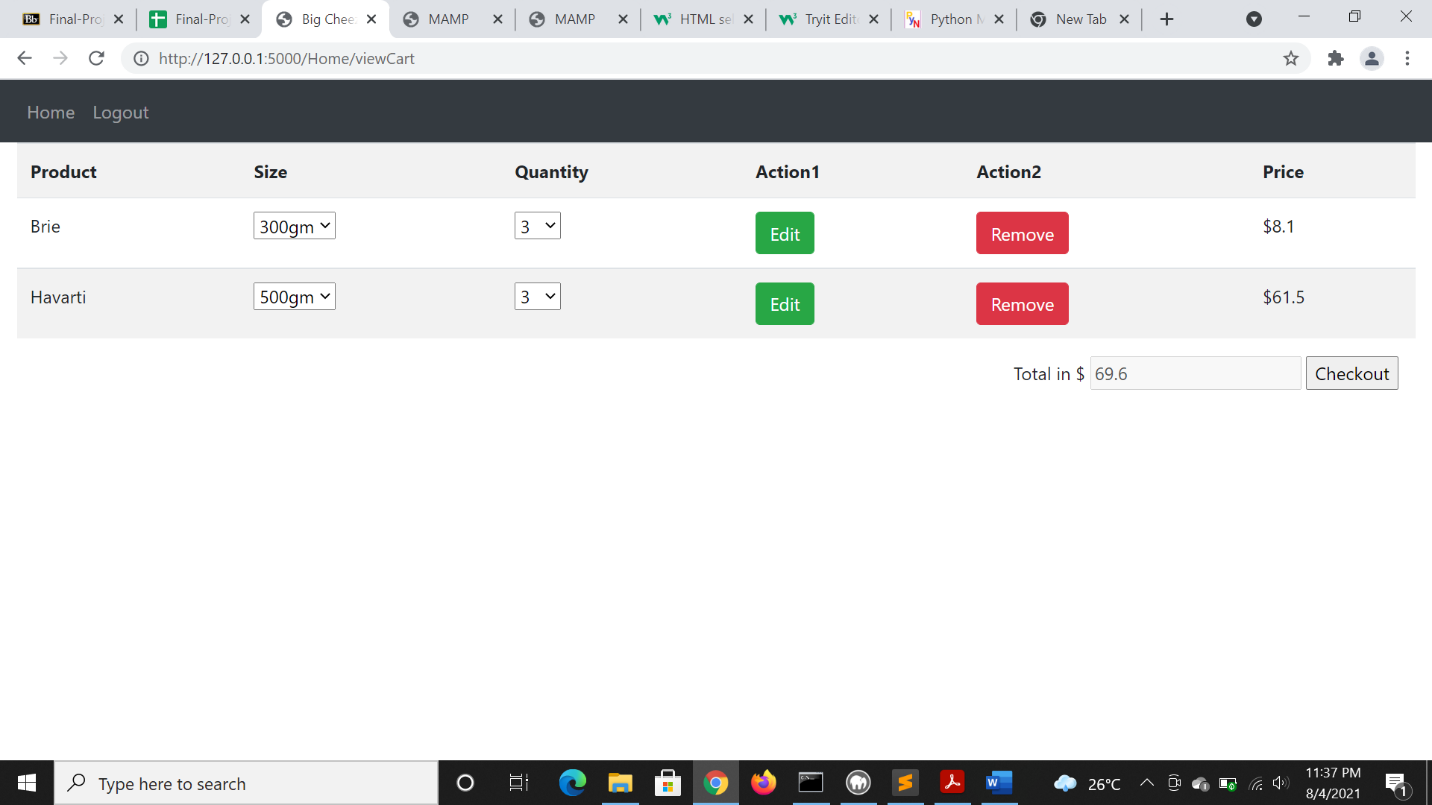 Final-Pro
Final-Pro
Big Chee
MAMP
MAMP
HTML sel
Tryit Edit
Python M
New Tab
http://127.0.0.1:5000/Home/viewCart
Home Logout
Product Size Quantity Action1 Action2 Price
Brie 300gm 3 Edit Remove $8.1
Havarti 500gm 3 Edit Remove $61.5
Total in $ 69.6 Checkout
Type here to search
26°C
11:37 PM
8/4/2021
1